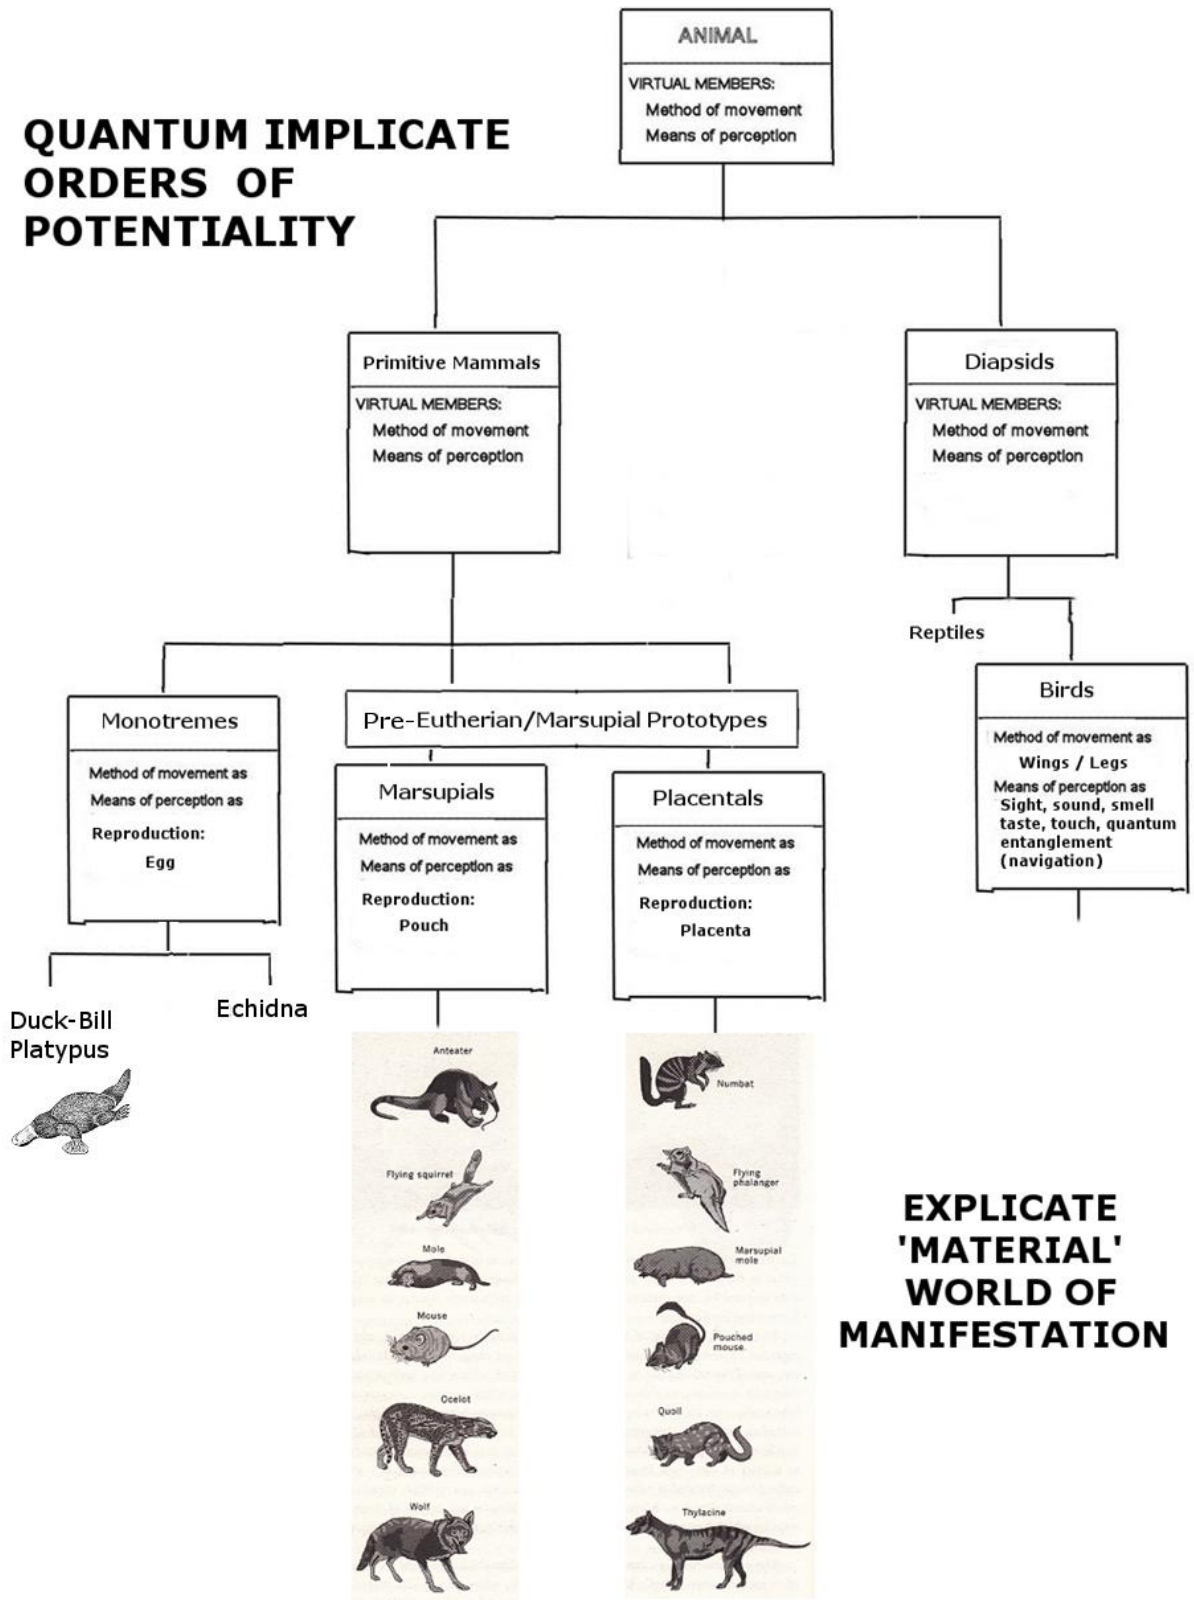 ANIMAL
VIRTUAL MEMBERS:
Method of movement
Means of perception
QUANTUM IMPLICATE
ORDERS OF
POTENTIALITY
Primitive Mammals
VIRTUAL MEMBERS:
Method of movement
Means of perception
Diapsids
VIRTUAL MEMBERS:
Method of movement
Means of perception
Reptiles
Birds
Method of movement as
Wings / Legs
Means of perception as
Sight, sound, smell
taste, touch, quantum
entanglement
(navigation)
Monotremes
Method of movement as
Means of perception as
Reproduction:
Egg
Pre-Eutherian/Marsupial Prototypes
Marsupials
Method of movement as
Means of perception as
Reproduction:
Pouch
Placentals
Method of movement as
Means of perception as
Reproduction:
Placenta
Duck-Bill
Platypus
Echidna
Anteater
Flying squirrel
Mole
Mouse
Ocelot
Wolf
Numbat
Flying
phalanger
Marsupial
mole
Pouched
mouse
Quoll
Thylacine
EXPLICATE
'MATERIAL'
WORLD OF
MANIFESTATION